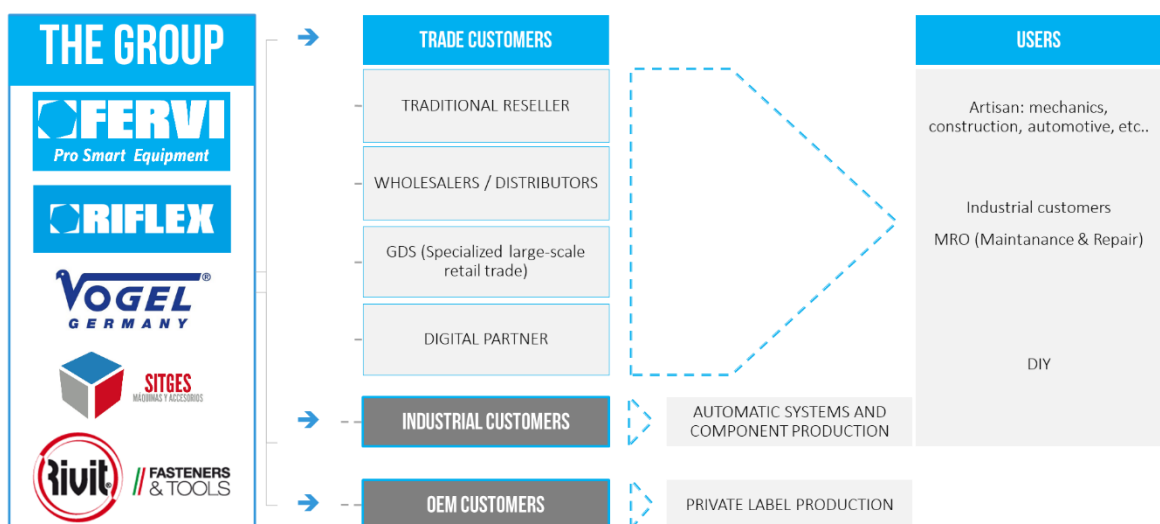 THE GROUP
FERVI
Pro Smart Equipment
RIFLEX
VOGEL®
GERMANY
SITGES
MÁQUINAS Y ACCESORIOS
Rivit®
FASTENERS
& TOOLS
TRADE CUSTOMERS
TRADITIONAL RESELLER
WHOLESALERS / DISTRIBUTORS
GDS (Specialized large-scale
retail trade)
DIGITAL PARTNER
INDUSTRIAL CUSTOMERS
AUTOMATIC SYSTEMS AND
COMPONENT PRODUCTION
OEM CUSTOMERS
PRIVATE LABEL PRODUCTION
USERS
Artisan: mechanics,
construction, automotive, etc..
Industrial customers
MRO (Maintanance & Repair)
DIY